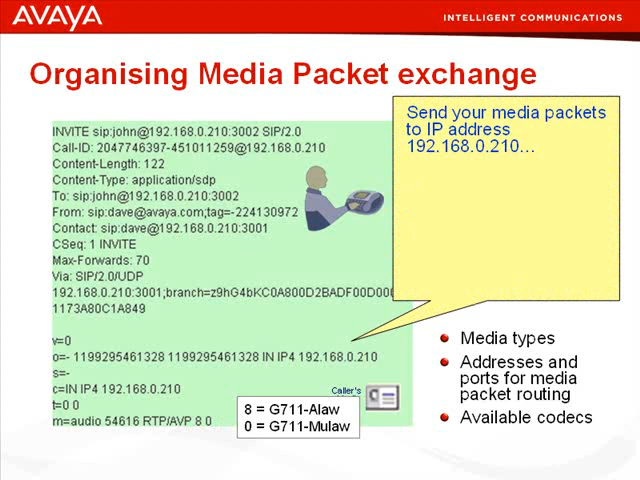 AVAYA
INTELLIGENT COMMUNICATIONS
Organising Media Packet exchange
Send your media packets
to IP address
192.168.0.210…
INVITE sip:john@192.168.0.210:3002 SIP/2.0
Call-ID: 2047746397-451011259@192.168.0.210
Content-Length: 122
Content-Type: application/sdp
To: sip:john@192.168.0.210:3002
From: sip:dave@avaya.com;tag=-224130972
Contact: sip:dave@192.168.0.210:3001
CSeq: 1 INVITE
Max-Forwards: 70
Via: SIP/2.0/UDP
192.168.0.210:3001;branch=z9hG4bKC0A800D2BADF00D000
1173A80C1A849
v=0
o=- 1199295461328 1199295461328 IN IP4 192.168.0.210
s=-
c=IN IP4 192.168.0.210
t=0 0
m=audio 54616 RTP/AVP 8 0
Caller's
8 = G711-Alaw
0 = G711-Mulaw
Media types
Addresses and
ports for media
packet routing
Available codecs